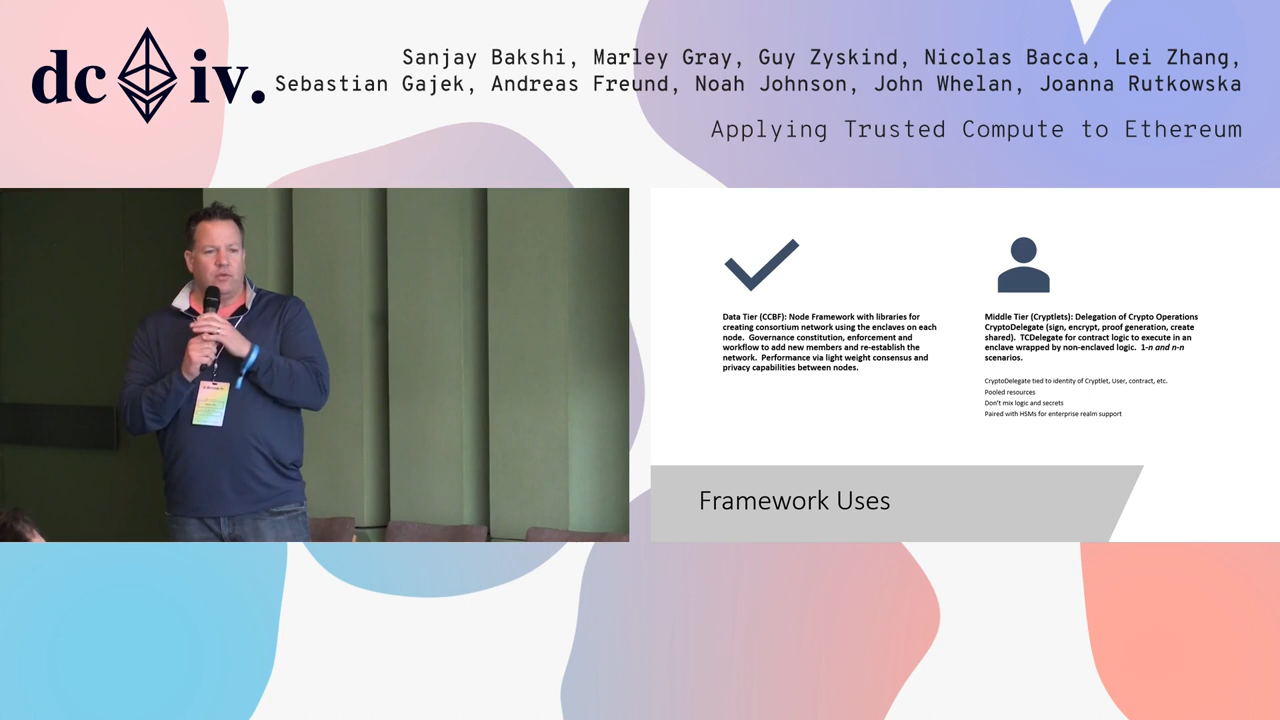 dc iv.
Sanjay Bakshi, Marley Gray, Guy Zyskind, Nicolas Bacca, Lei Zhang,
Sebastian Gajek, Andreas Freund, Noah Johnson, John Whelan, Joanna Rutkowska
Applying Trusted Compute to Ethereum
Data Tier (CCBF): Node Framework with libraries for
creating consortium network using the enclaves on each
node. Governance constitution, enforcement and
workflow to add new members and re-establish the
network. Performance via light weight consensus and
privacy capabilities between nodes.
Middle Tier (Cryptlets): Delegation of Crypto Operations
CryptoDelegate (sign, encrypt, proof generation, create
shared). TCDelegate for contract logic to execute in an
enclave wrapped by non-enclaved logic. 1-n and n-n
scenarios.
CryptoDelegate tied to identity of Cryptlet, User, contract, etc.
Pooled resources
Don't mix logic and secrets
Paired with HSMs for enterprise realm support
Framework Uses